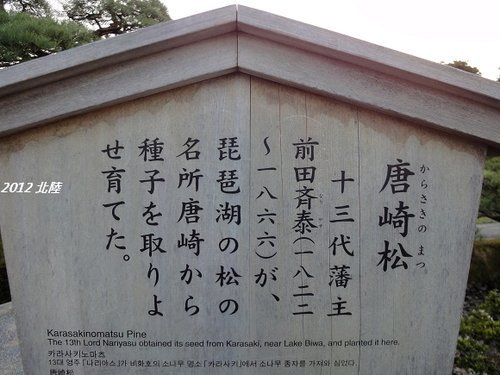 唐崎松
からさきの まつ
十三代藩主
前田斉泰(一八二二
～一八六六)が、
琵琶湖の松の
名所唐崎から
種子を取りよ
せ育てた。
2012 北陸
Karasakinomatsu Pine
The 13th Lord Nariyasu obtained its seed from Karasaki, near Lake Biwa, and planted it here.
카라사키노마츠
13대 영주 「나리야스」가 비화호의 소나무 명소 「카라사키」에서 소나무 종자를 가져와 심었다.
唐崎松